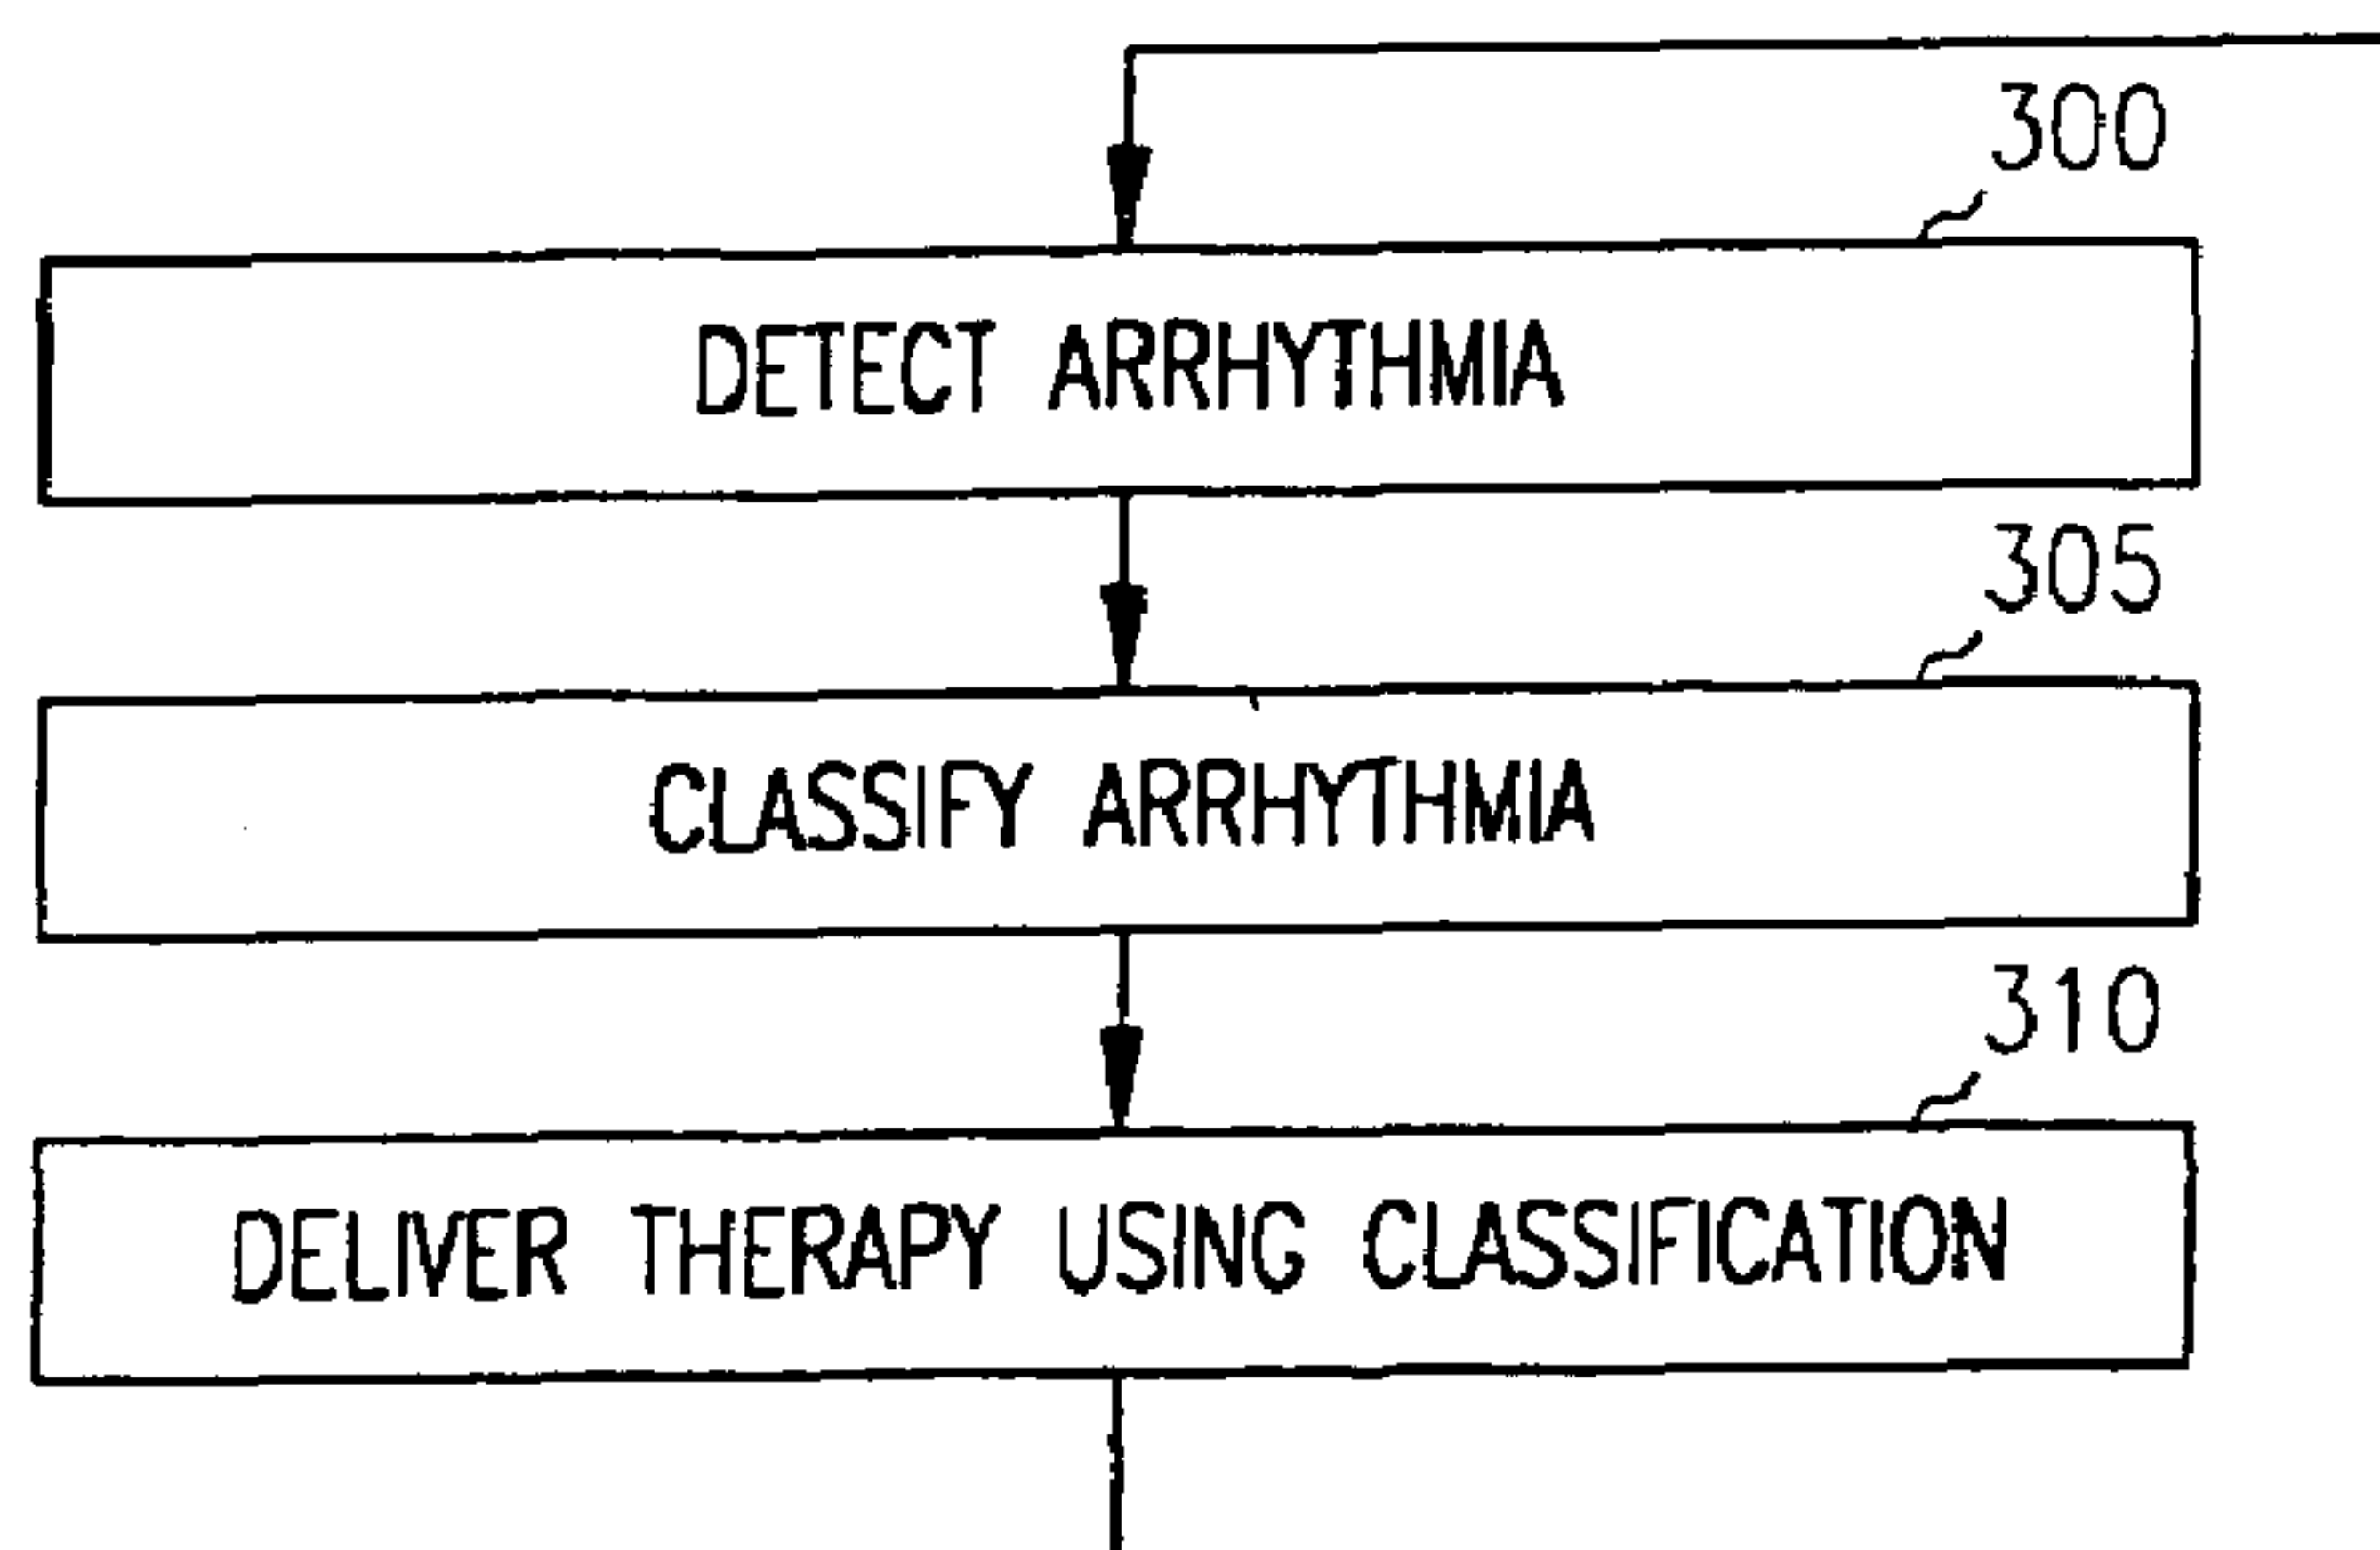 300
DETECT ARRHYTHMIA
305
CLASSIFY ARRHYTHMIA
310
DELIVER THERAPY USING CLASSIFICATION